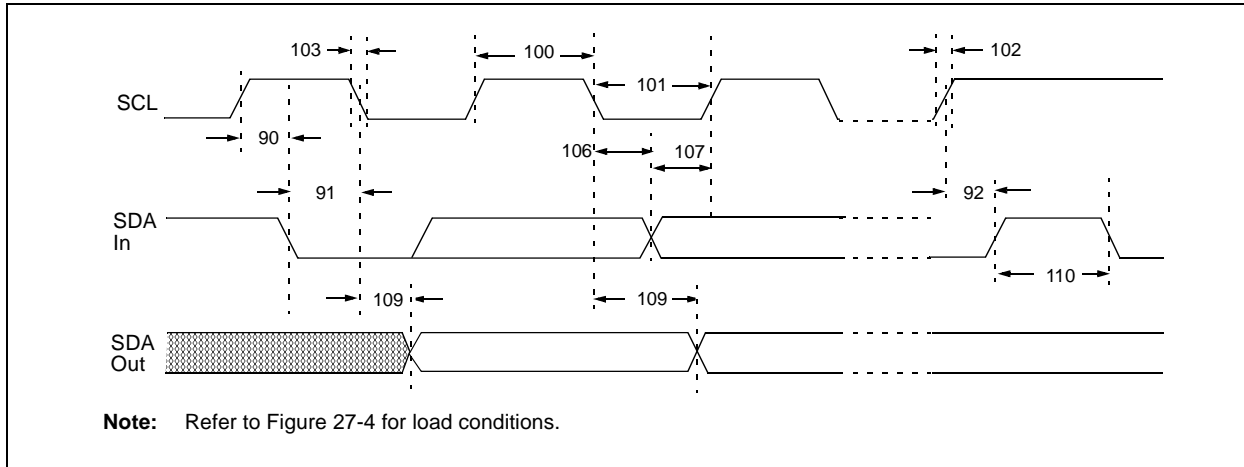 103
100
102
101
SCL
90
106
107
91
92
SDA
In
110
109
109
SDA
Out
Note: Refer to Figure 27-4 for load conditions.